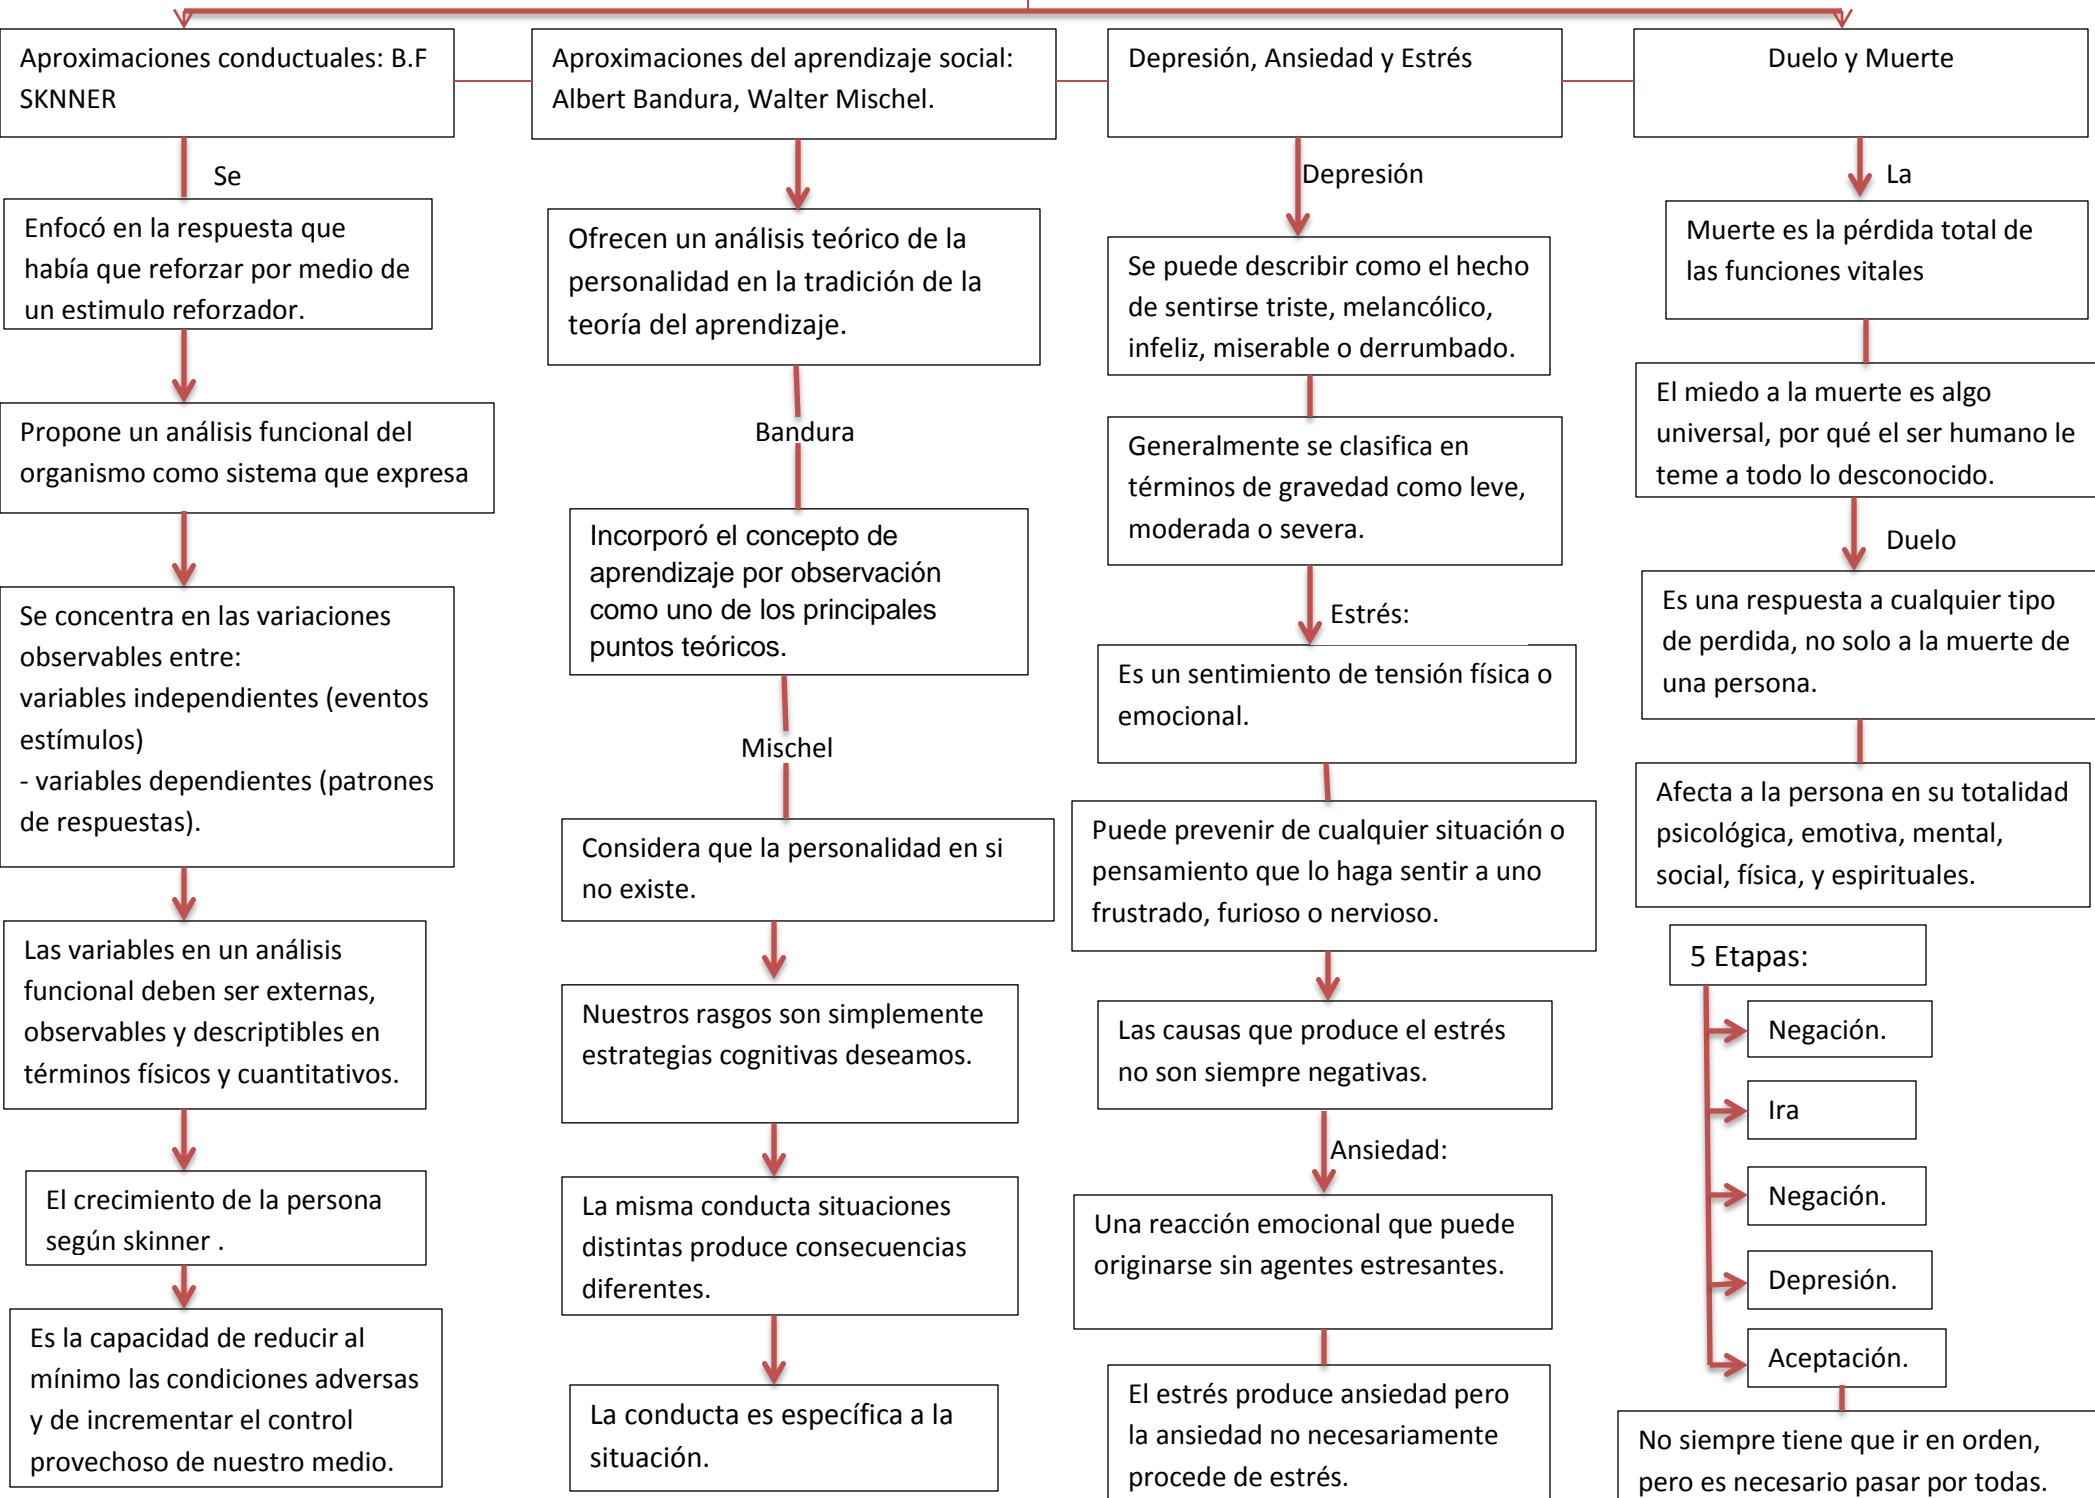 Aproximaciones conductuales: B.F
SKNNER
Se
Enfocó en la respuesta que
había que reforzar por medio de
un estimulo reforzador.
Propone un análisis funcional del
organismo como sistema que expresa
Se concentra en las variaciones
observables entre:
variables independientes (eventos
estímulos)
- variables dependientes (patrones
de respuestas).
Las variables en un análisis
funcional deben ser externas,
observables y descriptibles en
términos físicos y cuantitativos.
El crecimiento de la persona
según skinner .
Es la capacidad de reducir al
mínimo las condiciones adversas
y de incrementar el control
provechoso de nuestro medio.
Aproximaciones del aprendizaje social:
Albert Bandura, Walter Mischel.
Ofrecen un análisis teórico de la
personalidad en la tradición de la
teoría del aprendizaje.
Bandura
Incorporó el concepto de
aprendizaje por observación
como uno de los principales
puntos teóricos.
Mischel
Considera que la personalidad en si
no existe.
Nuestros rasgos son simplemente
estrategias cognitivas deseamos.
La misma conducta situaciones
distintas produce consecuencias
diferentes.
La conducta es específica a la
situación.
Depresión, Ansiedad y Estrés
Depresión
Se puede describir como el hecho
de sentirse triste, melancólico,
infeliz, miserable o derrumbado.
Generalmente se clasifica en
términos de gravedad como leve,
moderada o severa.
Estrés:
Es un sentimiento de tensión física o
emocional.
Puede prevenir de cualquier situación o
pensamiento que lo haga sentir a uno
frustrado, furioso o nervioso.
Las causas que produce el estrés
no son siempre negativas.
Ansiedad:
Una reacción emocional que puede
originarse sin agentes estresantes.
El estrés produce ansiedad pero
la ansiedad no necesariamente
procede de estrés.
Duelo y Muerte
La
Muerte es la pérdida total de
las funciones vitales
El miedo a la muerte es algo
universal, por qué el ser humano le
teme a todo lo desconocido.
Duelo
Es una respuesta a cualquier tipo
de perdida, no solo a la muerte de
una persona.
Afecta a la persona en su totalidad
psicológica, emotiva, mental,
social, física, y espirituales.
5 Etapas:
Negación.
Ira
Negación.
Depresión.
Aceptación.
No siempre tiene que ir en orden,
pero es necesario pasar por todas.